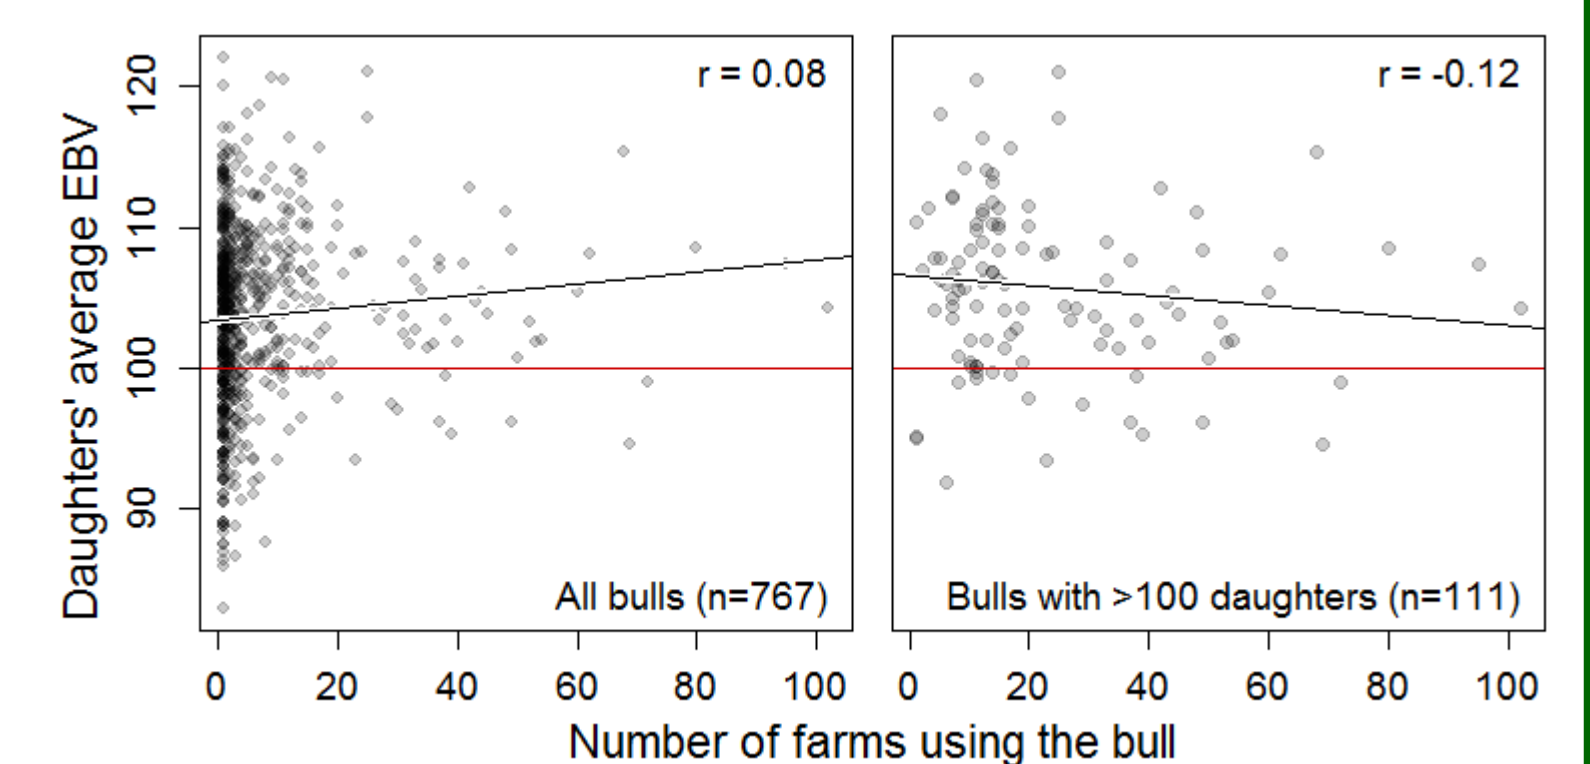 r = 0.08
r = -0.12
Daughters' average EBV
120
110
100
90
All bulls (n=767)
Bulls with >100 daughters (n=111)
0 20 40 60 80 100
0 20 40 60 80 100
Number of farms using the bull